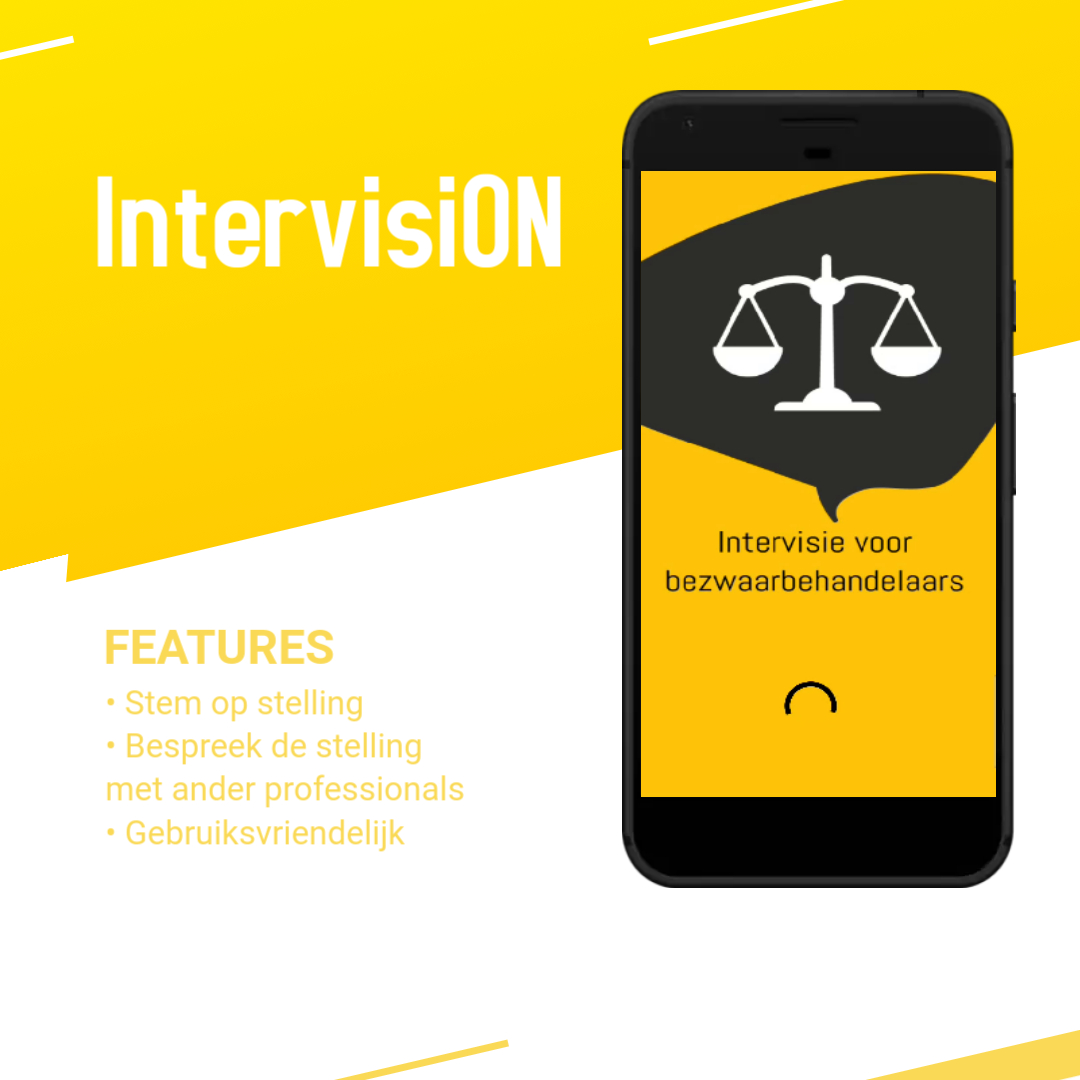 IntervisiON
Intervisie voor
bezwaarbehandelaars
FEATURES
• Stem op stelling
• Bespreek de stelling
met ander professionals
• Gebruiksvriendelijk